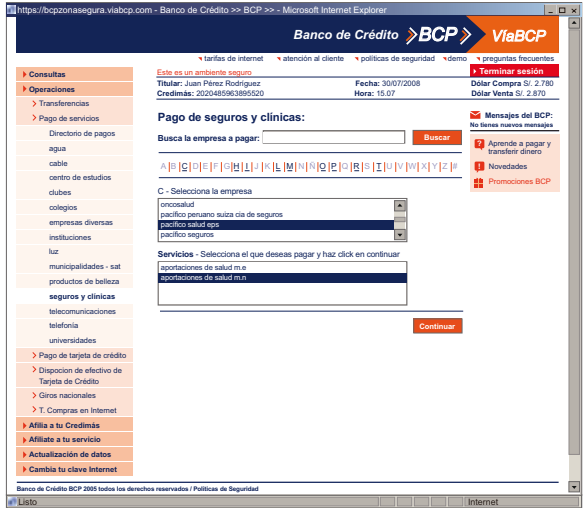 https://bcpzonasegura.viabcp.com - Banco de Crédito >> BCP >> - Microsoft Internet Explorer
Banco de Crédito >BCP> VíaBCP
tarifas de internet atención al cliente políticas de seguridad demo preguntas frecuentes
Consultas
Operaciones
Transferencias
Pago de servicios
Directorio de pagos
agua
cable
centro de estudios
clubes
colegios
empresas diversas
instituciones
luz
municipalidades - sat
productos de belleza
seguros y clínicas
telecomunicaciones
telefonía
universidades
Pago de tarjeta de crédito
Dispocion de efectivo de
Tarjeta de Crédito
Giros nacionales
T. Compras en Internet
Afilia a tu Credimás
Afiliate a tu servicio
Actualización de datos
Cambia tu clave Internet
Este es un ambiente seguro
Titular: Juan Pérez Rodríguez Fecha: 30/07/2008
Credimás: 2020485963895520 Hora: 15.07
Pago de seguros y clínicas:
Busca la empresa a pagar: Buscar
A|B|C|D|E|F|G|H|I|J|K|L|M|N|Ñ|O|P|Q|R|S|T|U|V|W|X|Y|Z|#
C - Selecciona la empresa
oncosalud
pacífico peruano suiza cia de seguros
pacífico salud eps
pacífico seguros
Servicios - Selecciona el que deseas pagar y haz click en continuar
aportaciones de salud m.e
aportaciones de salud m.n
Continuar
Terminar sesión
Dólar Compra S/. 2.780
Dólar Venta S/. 2.870
Mensajes del BCP:
No tienes nuevos mensajes
Aprende a pagar y
transferir dinero
Novedades
Promociones BCP
Banco de Crédito BCP 2005 todos los derechos reservados / Políticas de Seguridad
Listo Internet